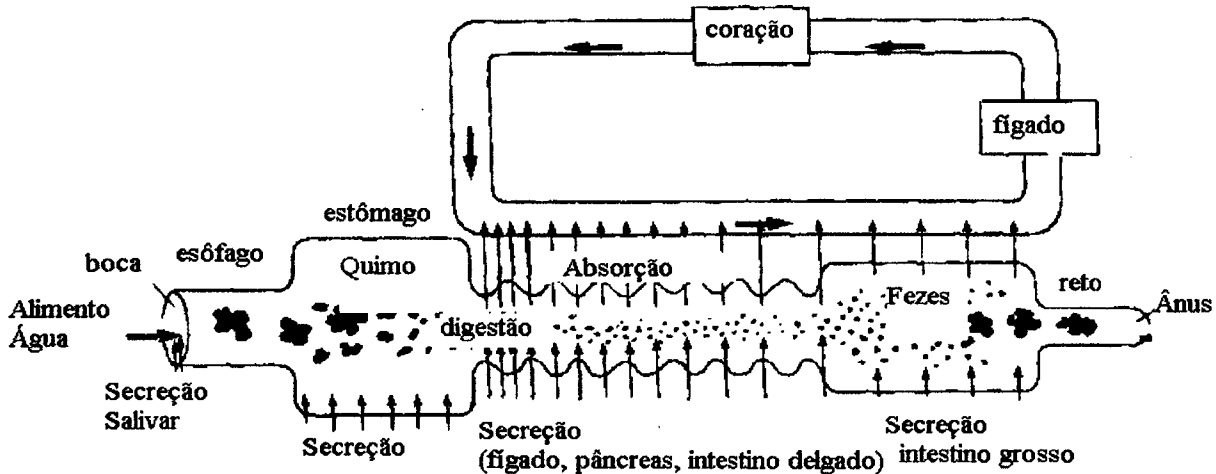 coração
fígado
estômago
esôfago
boca
Quimo
Absorção
Fezes
reto
Ânus
Alimento
Água
digestão
Secreção
Salivar
Secreção
Secreção
(fígado, pâncreas, intestino delgado)
Secreção
intestino grosso